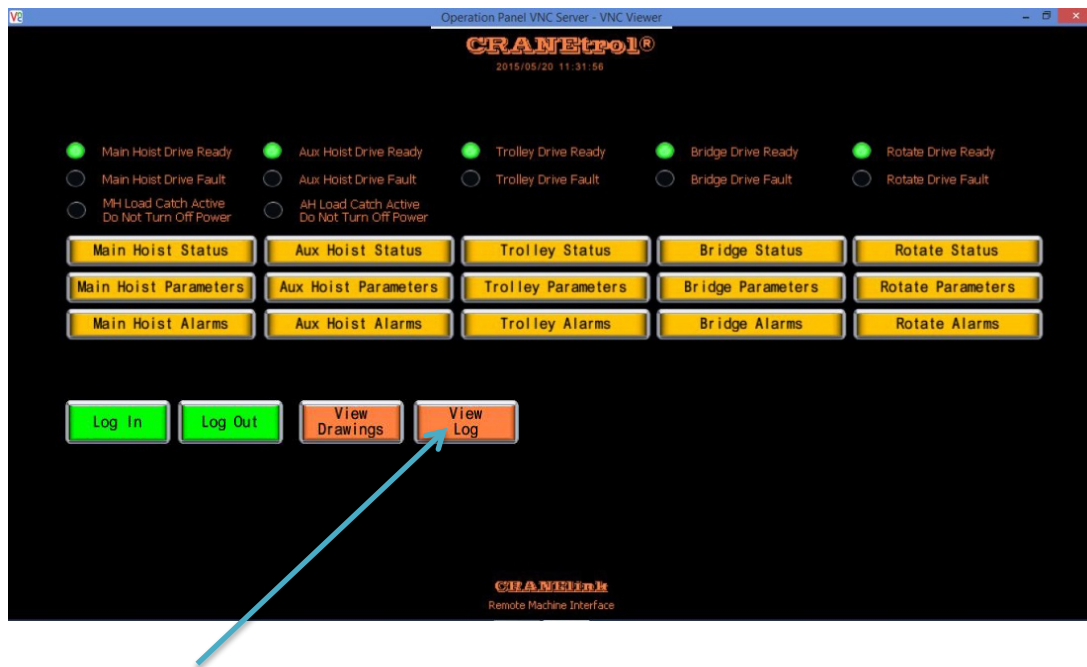 Operation Panel VNC Server - VNC Viewer
CRANEtrol®
2015/05/20 11:31:56
Main Hoist Drive Ready
Aux Hoist Drive Ready
Trolley Drive Ready
Bridge Drive Ready
Rotate Drive Ready
Main Hoist Drive Fault
Aux Hoist Drive Fault
Trolley Drive Fault
Bridge Drive Fault
Rotate Drive Fault
MH Load Catch Active
Do Not Turn Off Power
AH Load Catch Active
Do Not Turn Off Power
Main Hoist Status
Aux Hoist Status
Trolley Status
Bridge Status
Rotate Status
Main Hoist Parameters
Aux Hoist Parameters
Trolley Parameters
Bridge Parameters
Rotate Parameters
Main Hoist Alarms
Aux Hoist Alarms
Trolley Alarms
Bridge Alarms
Rotate Alarms
Log In
Log Out
View
Drawings
View
Log
CRANElink
Remote Machine Interface